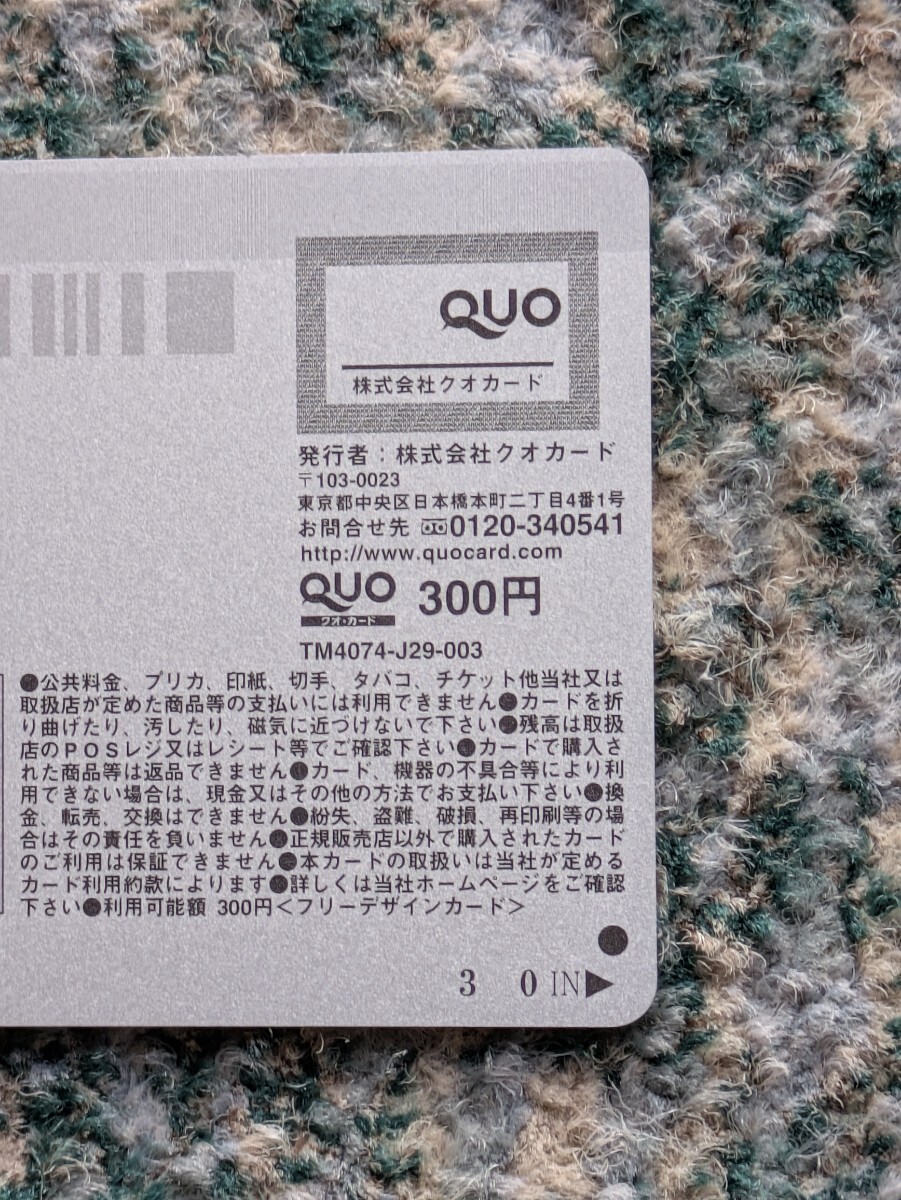 QUO
株式会社クオカード
発行者：株式会社クオカード
〒103-0023
東京都中央区日本橋本町二丁目4番1号
お問合せ先 0120-340541
http://www.quocard.com
QUO 300円
クオ・カード
TM4074-J29-003
●公共料金、プリカ、印紙、切手、タバコ、チケット他当社又は
取扱店が定めた商品等の支払いには利用できません●カードを折
り曲げたり、汚したり、磁気に近づけないで下さい●残高は取扱
店のPOSレジ又はレシート等でご確認下さい●カードで購入さ
れた商品等は返品できません●カード、機器の不具合等により利
用できない場合は、現金又はその他の方法でお支払い下さい●換
金、転売、交換はできません●紛失、盗難、破損、再印刷等の場
合はその責任を負いません●正規販売店以外で購入されたカード
のご利用は保証できません●本カードの取扱いは当社が定める
カード利用約款によります●詳しくは当社ホームページをご確認
下さい●利用可能額 300円＜フリーデザインカード＞
3 0 IN▶